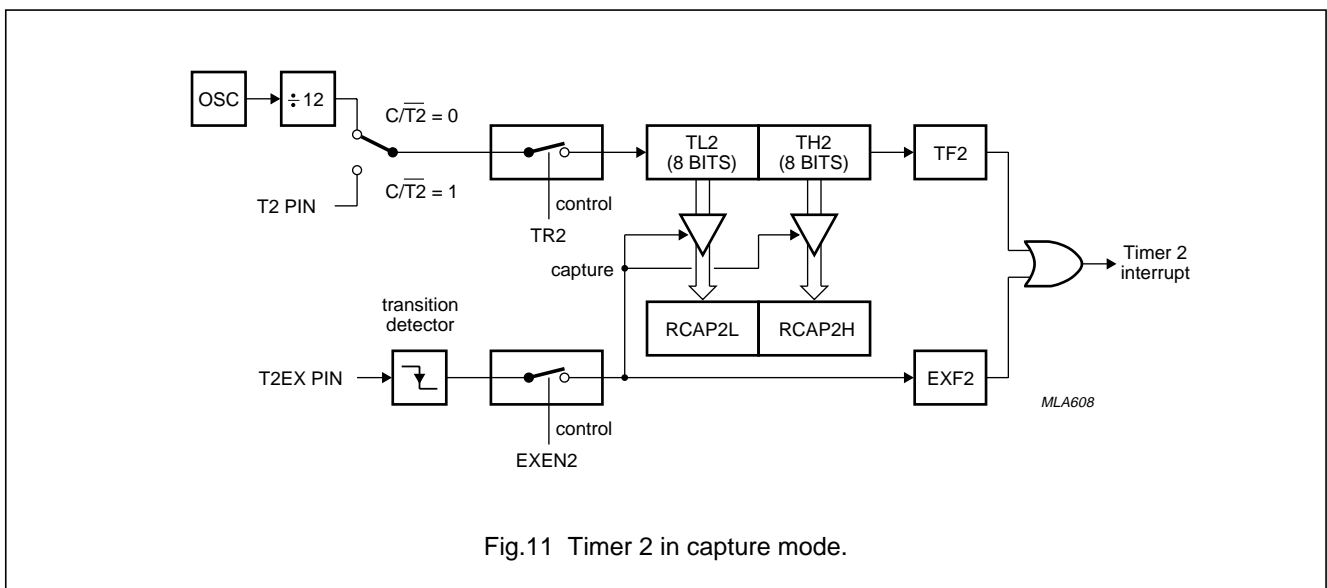 OSC
÷ 12
C/T2̅ = 0
C/T2̅ = 1
T2 PIN
control
TR2
TL2
(8 BITS)
TH2
(8 BITS)
TF2
capture
RCAP2L
RCAP2H
Timer 2
interrupt
transition
detector
T2EX PIN
control
EXEN2
EXF2
MLA608
Fig.11 Timer 2 in capture mode.